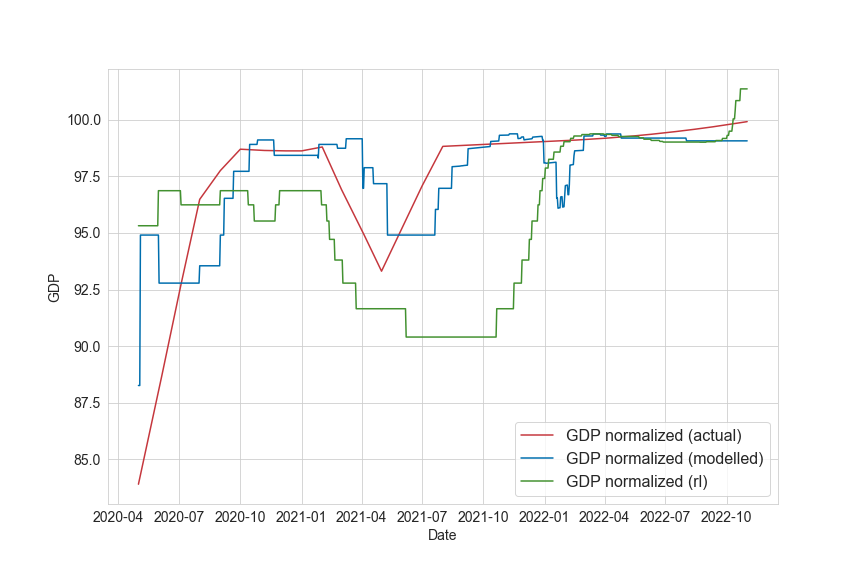 100.0
97.5
95.0
92.5
90.0
87.5
85.0
GDP
GDP normalized (actual)
GDP normalized (modelled)
GDP normalized (rl)
2020-04 2020-07 2020-10 2021-01 2021-04 2021-07 2021-10 2022-01 2022-04 2022-07 2022-10
Date